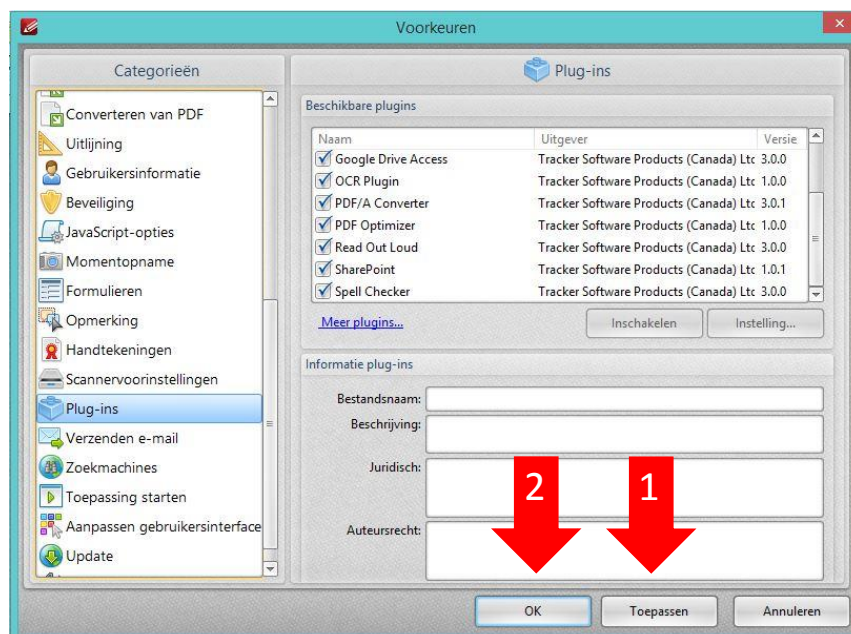 Voorkeuren
Categorieën
Converteren van PDF
Uitlijning
Gebruikersinformatie
Beveiliging
JavaScript-opties
Momentopname
Formulieren
Opmerking
Handtekeningen
Scannervoorinstellingen
Plug-ins
Verzenden e-mail
Zoekmachines
Toepassing starten
Aanpassen gebruikersinterface
Update
Plug-ins
Beschikbare plugins
Naam Uitgever Versie
Google Drive Access Tracker Software Products (Canada) Ltc 3.0.0
OCR Plugin Tracker Software Products (Canada) Ltc 1.0.0
PDF/A Converter Tracker Software Products (Canada) Ltc 3.0.1
PDF Optimizer Tracker Software Products (Canada) Ltc 1.0.0
Read Out Loud Tracker Software Products (Canada) Ltc 3.0.0
SharePoint Tracker Software Products (Canada) Ltc 1.0.1
Spell Checker Tracker Software Products (Canada) Ltc 3.0.0
Meer plugins... Inschakelen Instelling...
Informatie plug-ins
Bestandsnaam:
Beschrijving:
Juridisch:
2 1
Auteursrecht:
OK Toepassen Annuleren